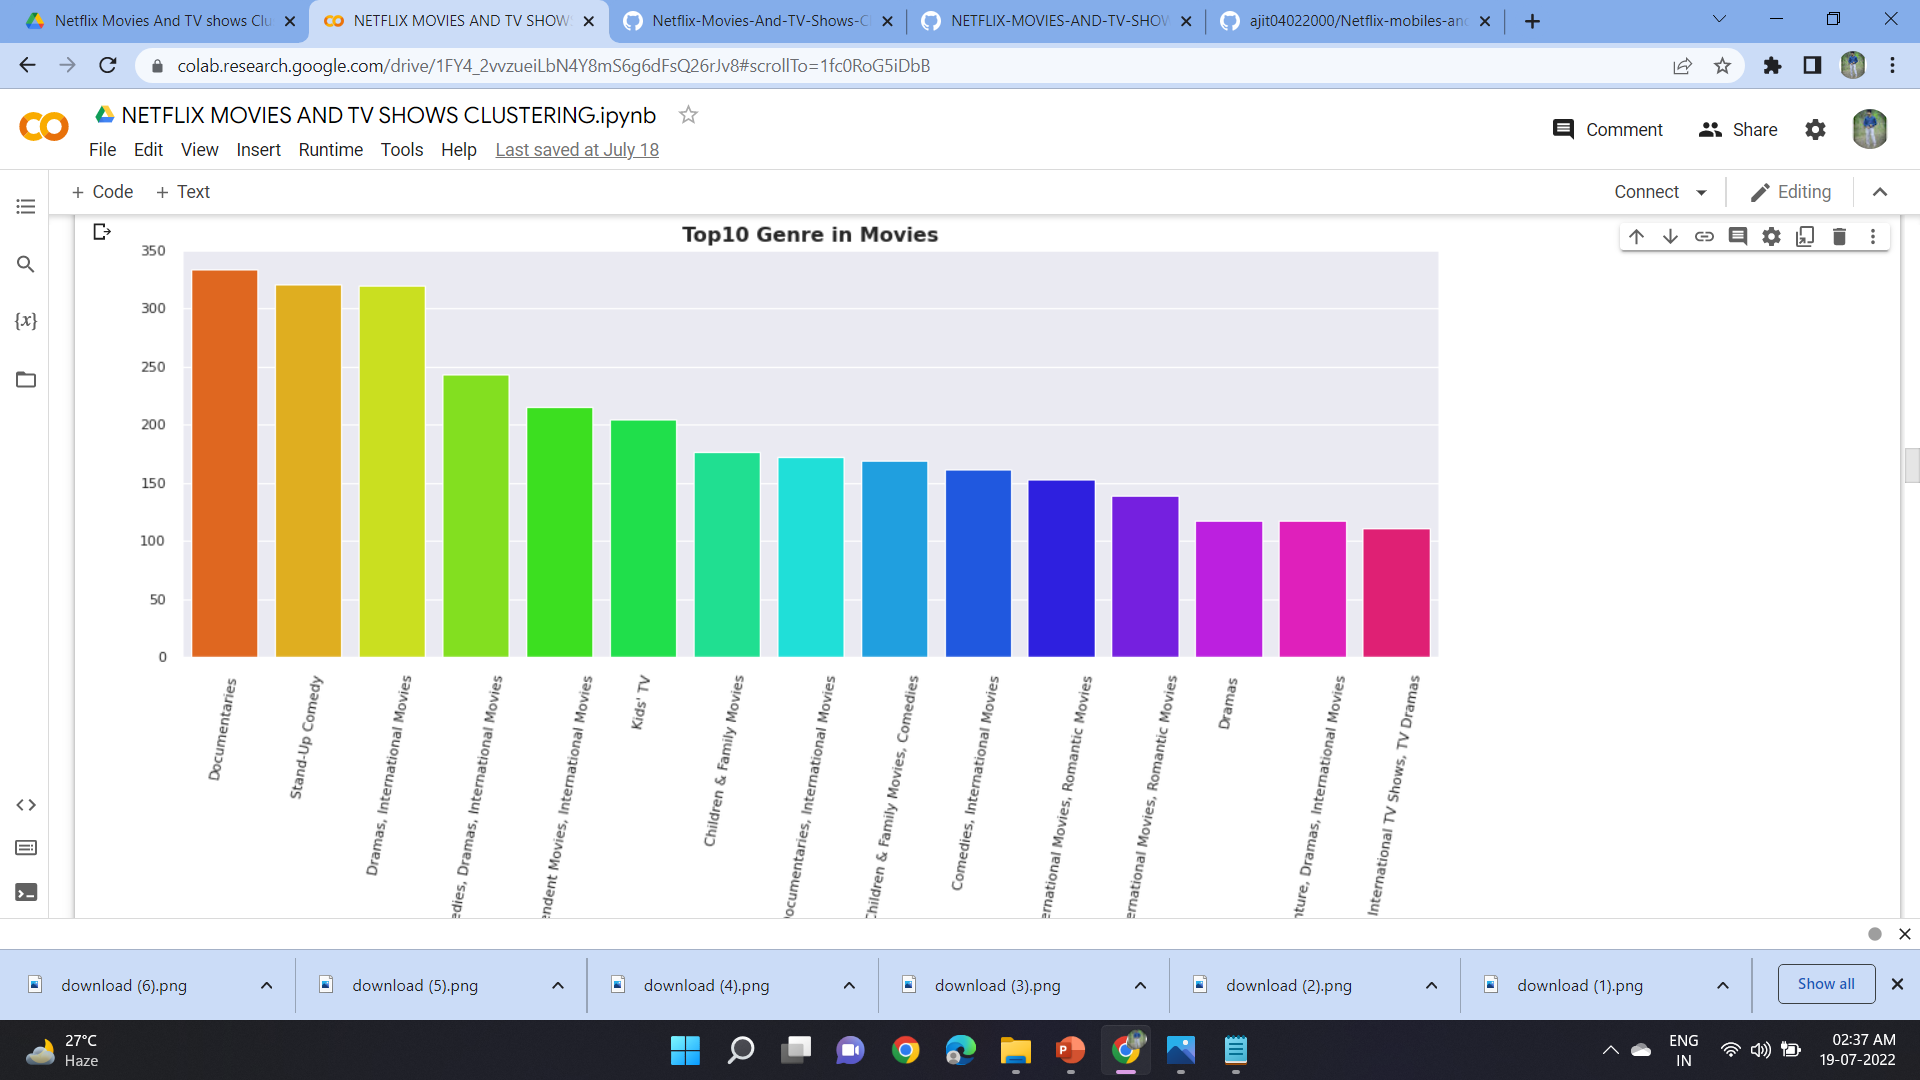 Netflix Movies And TV shows Clu
NETFLIX MOVIES AND TV SHOW
Netflix-Movies-And-TV-Shows-C
NETFLIX-MOVIES-AND-TV-SHOW
ajit04022000/Netflix-mobiles-and
colab.research.google.com/drive/1FY4_2vvzueiLbN4Y8mS6g6dFsQ26rJv8#scrollTo=1fc0RoG5iDbB
NETFLIX MOVIES AND TV SHOWS CLUSTERING.ipynb
Comment
Share
File Edit View Insert Runtime Tools Help Last saved at July 18
+ Code + Text
Connect
Editing
{x}
Top10 Genre in Movies
350
300
250
200
150
100
50
0
Documentaries
Stand-Up Comedy
Dramas, International Movies
edies, Dramas, International Movies
endent Movies, International Movies
Kids' TV
Children & Family Movies
Documentaries, International Movies
Children & Family Movies, Comedies
Comedies, International Movies
ernational Movies, Romantic Movies
ernational Movies, Romantic Movies
Dramas
nture, Dramas, International Movies
International TV Shows, TV Dramas
download (6).png
download (5).png
download (4).png
download (3).png
download (2).png
download (1).png
Show all
27°C
Haze
ENG
IN
02:37 AM
19-07-2022